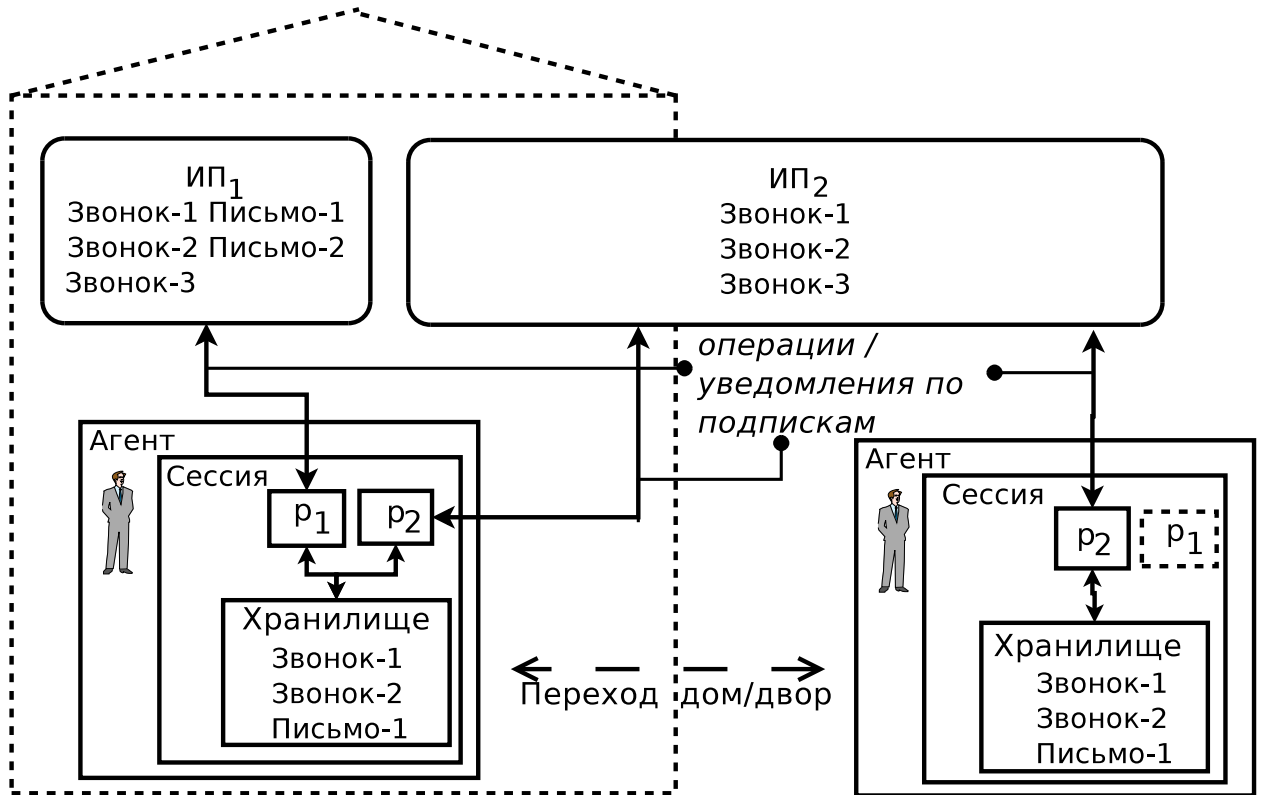 ИП1
Звонок-1 Письмо-1
Звонок-2 Письмо-2
Звонок-3
ИП2
Звонок-1
Звонок-2
Звонок-3
операции /
уведомления по
подпискам
Агент
Сессия
p1
p2
Хранилище
Звонок-1
Звонок-2
Письмо-1
Переход дом/двор
Агент
Сессия
p2
p1
Хранилище
Звонок-1
Звонок-2
Письмо-1